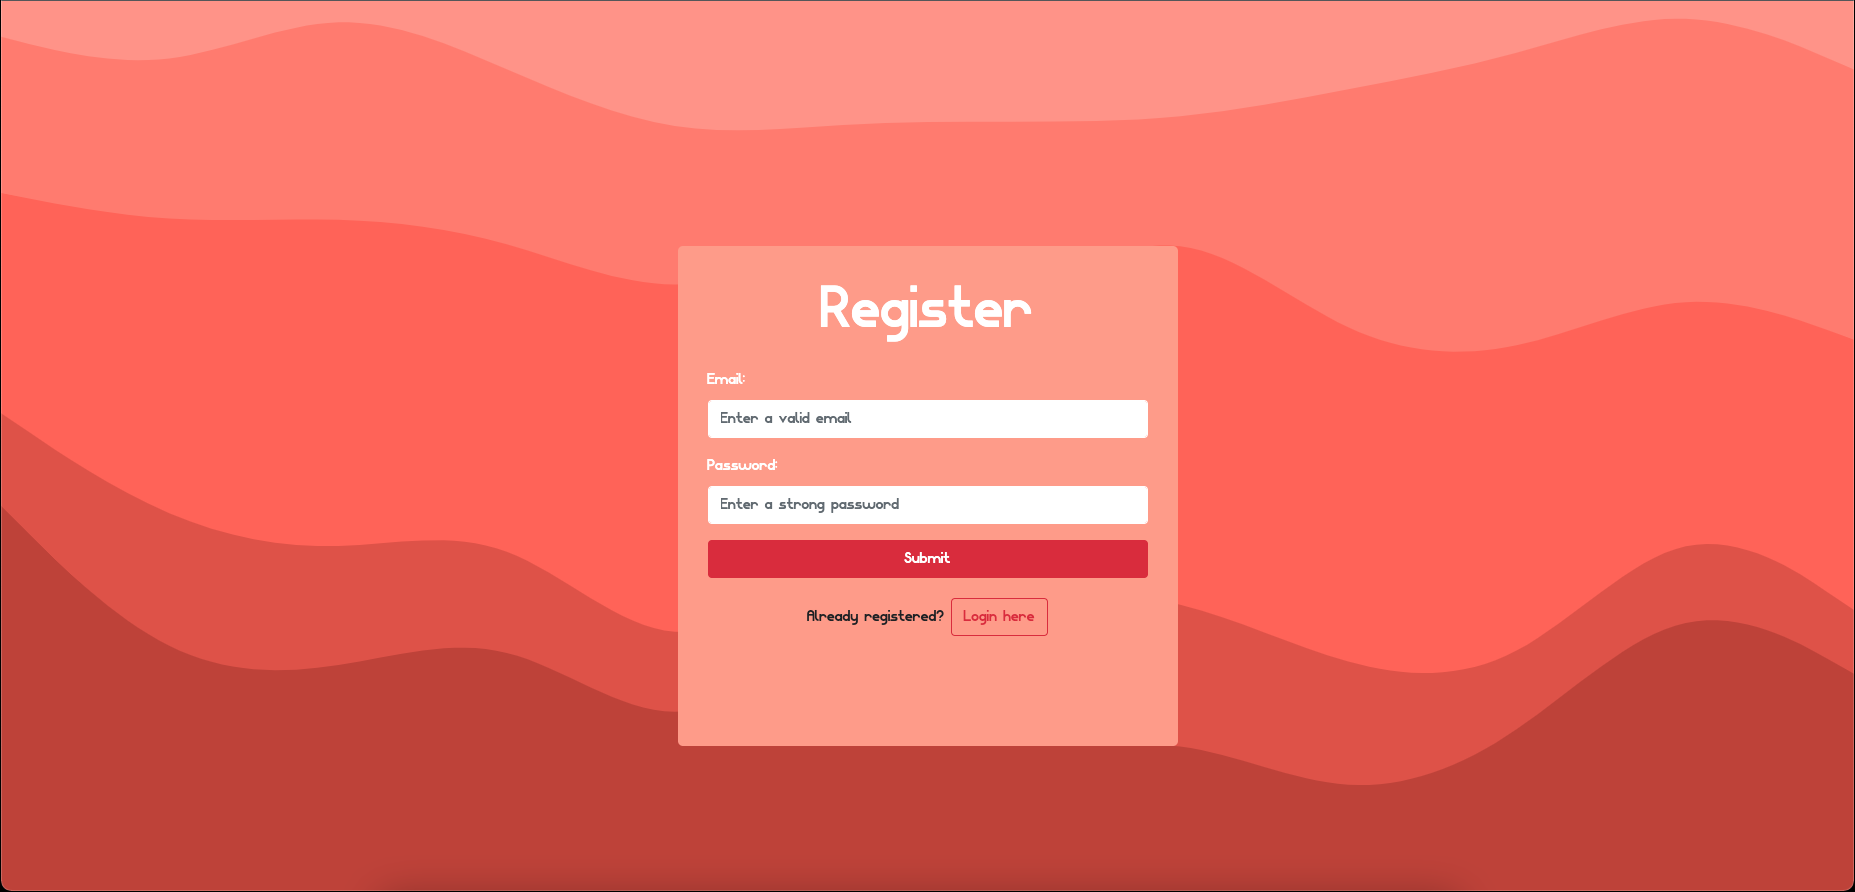 Register
Email:
Enter a valid email
Password:
Enter a strong password
Submit
Already registered? Login here